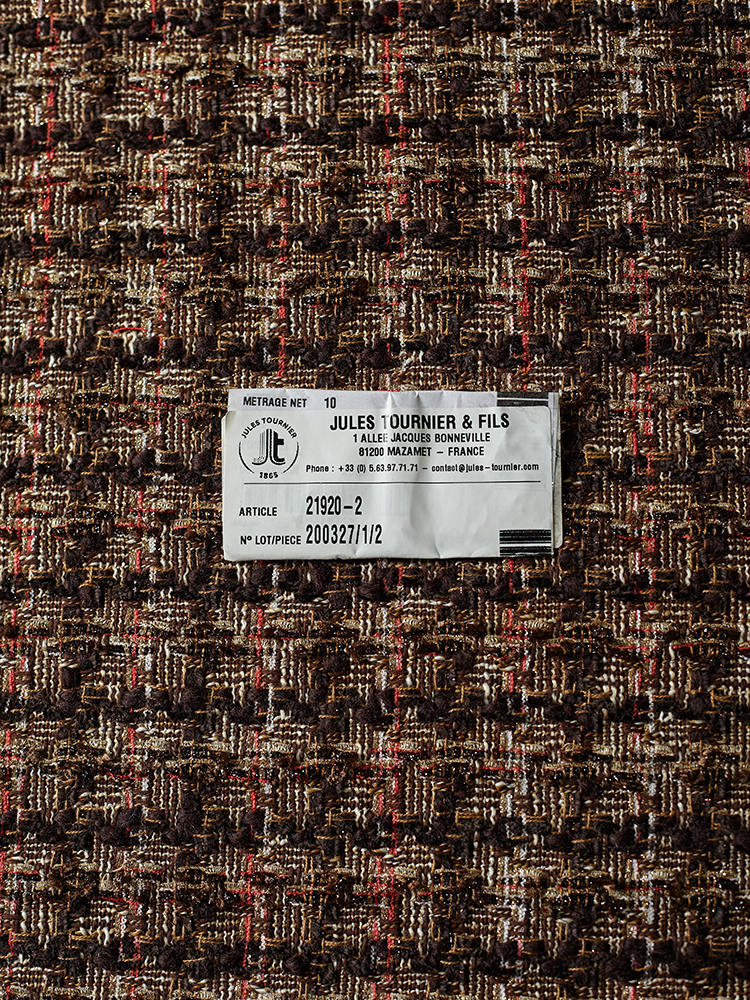 METRAGE NET 10
JULES TOURNIER
1865
JULES TOURNIER & FILS
1 ALLEE JACQUES BONNEVILLE
81200 MAZAMET – FRANCE
Phone : +33 (0) 5.63.97.71.71 – contact@jules-tournier.com
ARTICLE 21920-2
Nº LOT/PIECE 200327/1/2